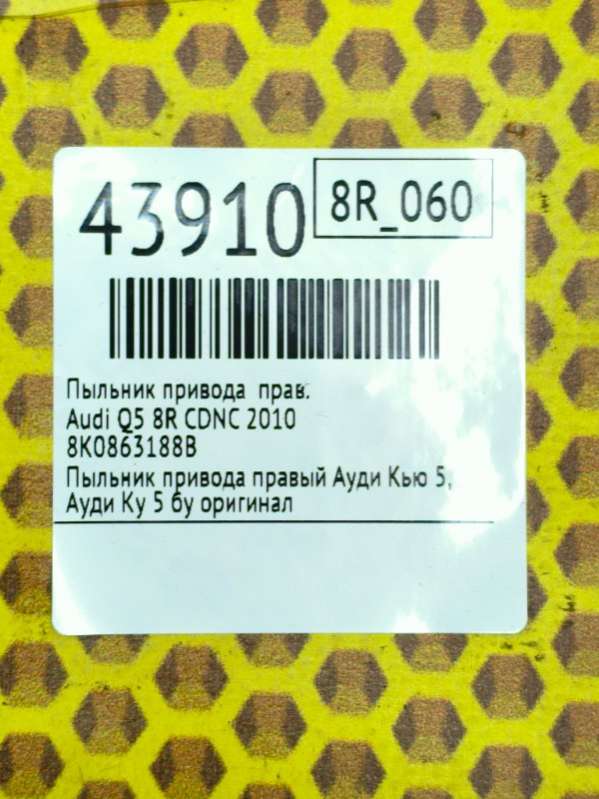 43910
8R_060
Пыльник привода прав.
Audi Q5 8R CDNC 2010
8K0863188B
Пыльник привода правый Ауди Кью 5,
Ауди Ку 5 бу оригинал